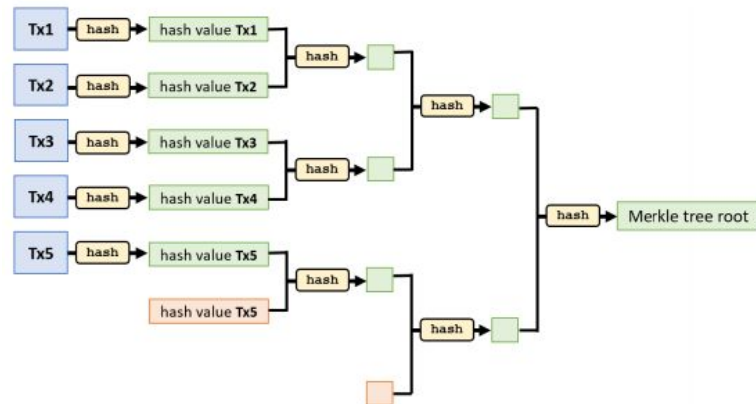 Tx1 hash hash value Tx1
hash
Tx2 hash hash value Tx2
hash
Tx3 hash hash value Tx3
hash
Tx4 hash hash value Tx4
hash Merkle tree root
Tx5 hash hash value Tx5
hash
hash value Tx5
hash